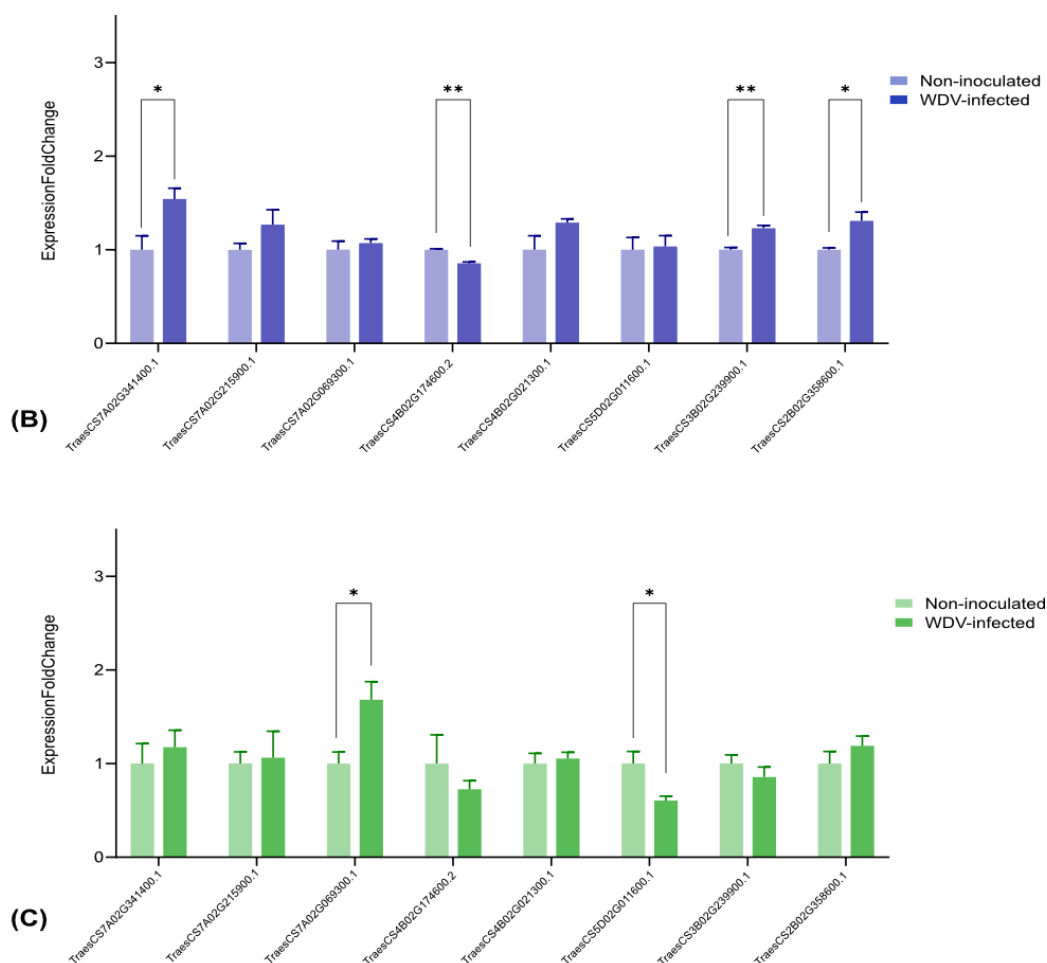 3
2
1
0
ExpressionFoldChange
*
**
**
*
Non-inoculated
WDV-infected
TraesCS7A02G341400.1
TraesCS7A02G215900.1
TraesCS7A02G069300.1
TraesCS4B02G174600.2
TraesCS4B02G021300.1
TraesCS5D02G011600.1
TraesCS3B02G239900.1
TraesCS2B02G358600.1
(B)
3
2
1
0
ExpressionFoldChange
*
*
Non-inoculated
WDV-infected
TraesCS7A02G341400.1
TraesCS7A02G215900.1
TraesCS7A02G069300.1
TraesCS4B02G174600.2
TraesCS4B02G021300.1
TraesCS5D02G011600.1
TraesCS3B02G239900.1
TraesCS2B02G358600.1
(C)